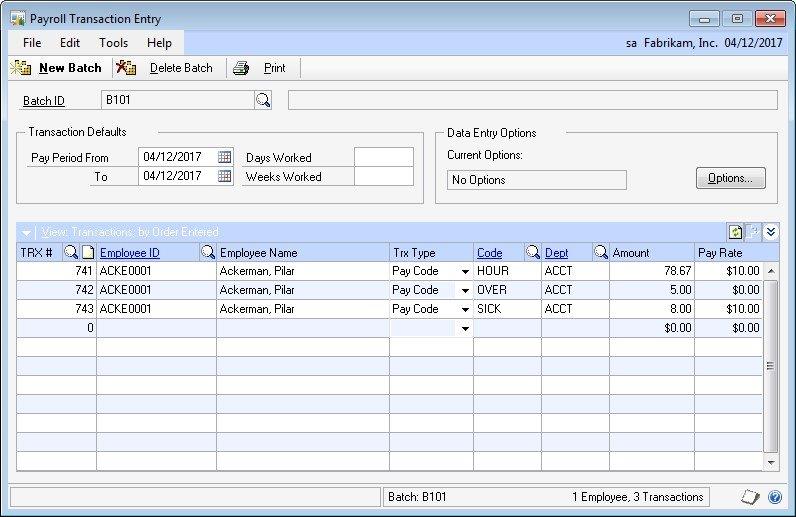 Payroll Transaction Entry
File Edit Tools Help sa Fabrikam, Inc. 04/12/2017
New Batch Delete Batch Print
Batch ID B101
Transaction Defaults Data Entry Options
Pay Period From 04/12/2017 Days Worked Current Options:
To 04/12/2017 Weeks Worked No Options Options...
View: Transactions by Order Entered
TRX # Employee ID Employee Name Trx Type Code Dept Amount Pay Rate
741 ACKE0001 Ackerman, Pilar Pay Code HOUR ACCT 78.67 $10.00
742 ACKE0001 Ackerman, Pilar Pay Code OVER ACCT 5.00 $0.00
743 ACKE0001 Ackerman, Pilar Pay Code SICK ACCT 8.00 $10.00
0 $0.00 $0.00
Batch: B101 1 Employee, 3 Transactions